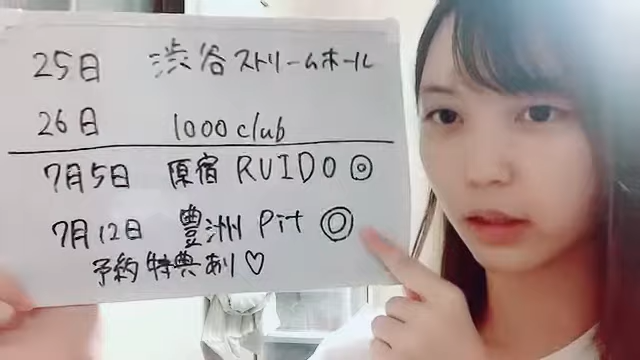 25日 渋谷ストリームホール
26日 1000 club
7月5日 原宿 RUIDO ◎
7月12日 豊洲 Pit ◎
予約特典あり♡